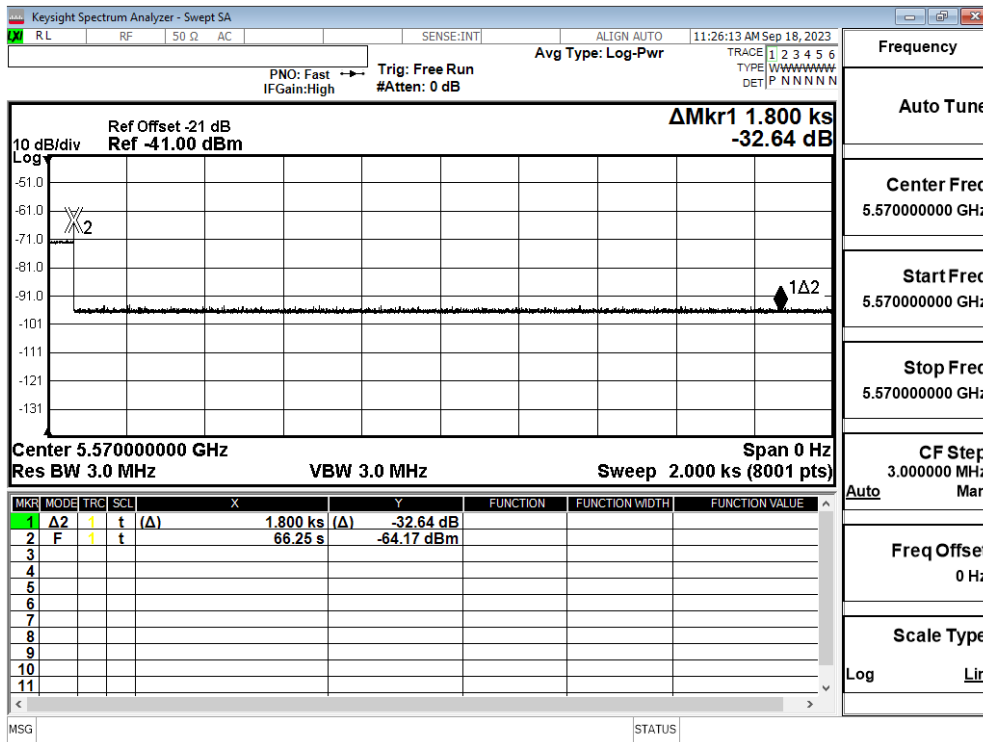 Keysight Spectrum Analyzer - Swept SA
LXI RL RF 50 Ω AC SENSE:INT ALIGN AUTO 11:26:13 AM Sep 18, 2023
PNO: Fast Trig: Free Run Avg Type: Log-Pwr TRACE 1 2 3 4 5 6
TYPE WWWWWW
IFGain:High #Atten: 0 dB DET P N N N N N
Ref Offset -21 dB ΔMkr1 1.800 ks
10 dB/div Ref -41.00 dBm -32.64 dB
Log
-51.0
-61.0
2
-71.0
-81.0
-91.0
1Δ2
-101
-111
-121
-131
Center 5.570000000 GHz Span 0 Hz
Res BW 3.0 MHz VBW 3.0 MHz Sweep 2.000 ks (8001 pts)
MKR MODE TRC SCL X Y FUNCTION FUNCTION WIDTH FUNCTION VALUE
1 Δ2 1 t (Δ) 1.800 ks (Δ) -32.64 dB
2 F 1 t 66.25 s -64.17 dBm
3
4
5
6
7
8
9
10
11
MSG STATUS
Frequency
Auto Tune
Center Freq
5.570000000 GHz
Start Freq
5.570000000 GHz
Stop Freq
5.570000000 GHz
CF Step
3.000000 MHz
Auto Man
Freq Offset
0 Hz
Scale Type
Log Lin